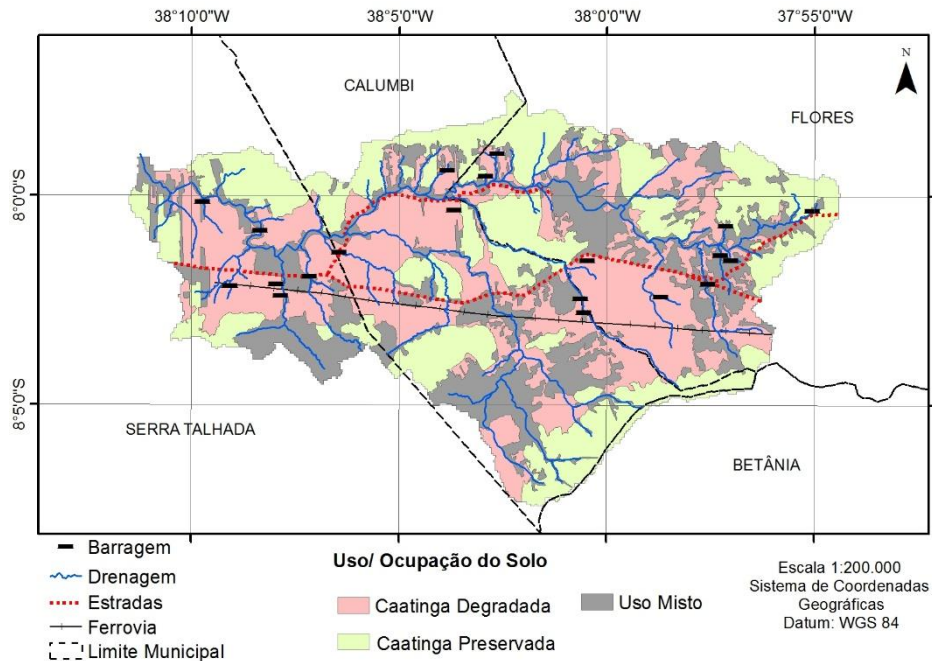 38°10'0"W
38°5'0"W
38°0'0"W
37°55'0"W
N
CALUMBI
FLORES
8°0'0"S
8°5'0"S
SERRA TALHADA
BETÂNIA
Barragem
Drenagem
Estradas
Ferrovia
Limite Municipal
Uso/ Ocupação do Solo
Caatinga Degradada
Uso Misto
Caatinga Preservada
Escala 1:200.000
Sistema de Coordenadas
Geográficas
Datum: WGS 84